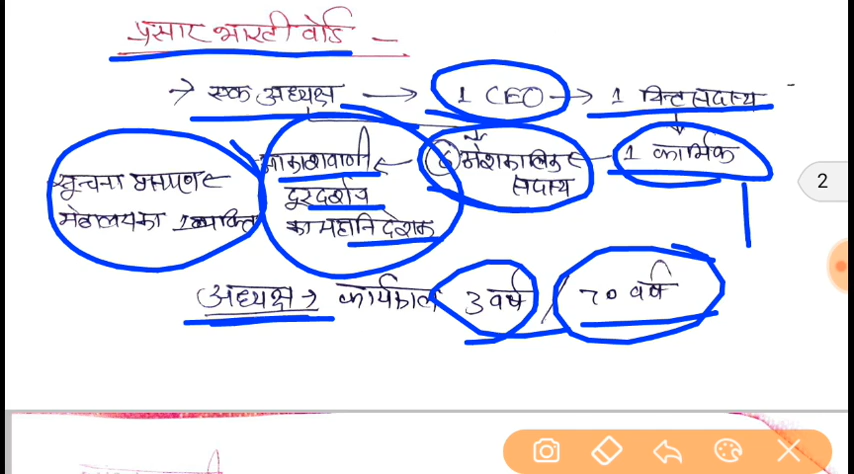 प्रसार भारती बोर्ड -
→ एक अध्यक्ष → 1 CEO → 1 वित्त सदस्य
आकाशवाणी ← (6) अंशकालिक ← 1 कार्मिक
सूचना प्रसारण ← दूरदर्शन सदस्य
मंत्रालय का 1 व्यक्ति का महानिदेशक
अध्यक्ष → कार्यकाल 3 वर्ष / 70 वर्ष
2